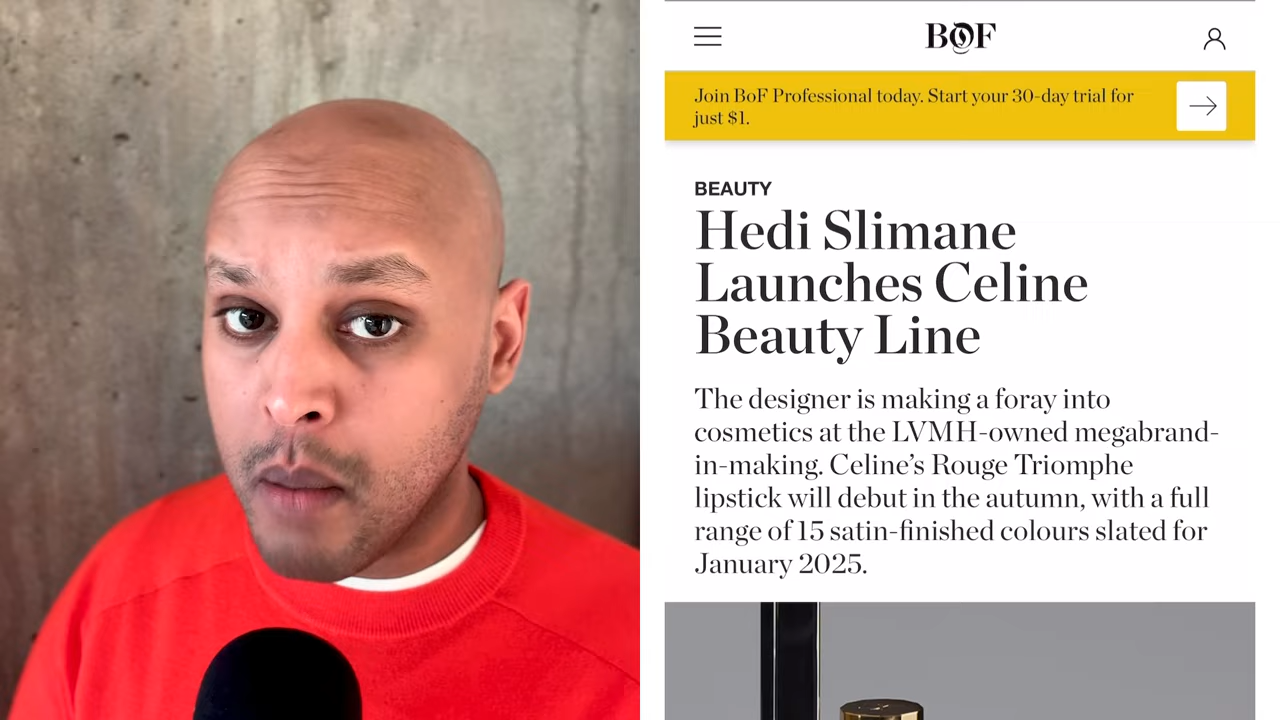 BoF
Join BoF Professional today. Start your 30-day trial for
just $1.
BEAUTY
Hedi Slimane
Launches Celine
Beauty Line
The designer is making a foray into
cosmetics at the LVMH-owned megabrand-
in-making. Celine’s Rouge Triomphe
lipstick will debut in the autumn, with a full
range of 15 satin-finished colours slated for
January 2025.